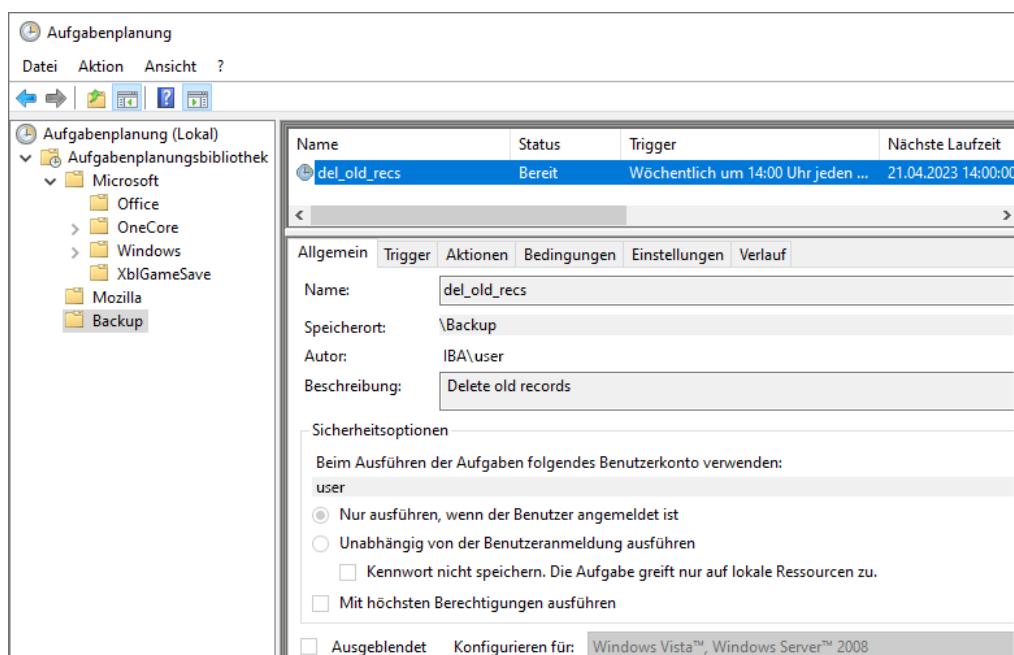 Aufgabenplanung
Datei Aktion Ansicht ?
Aufgabenplanung (Lokal)
Aufgabenplanungsbibliothek
Microsoft
Office
OneCore
Windows
XblGameSave
Mozilla
Backup
Name Status Trigger Nächste Laufzeit
del_old_recs Bereit Wöchentlich um 14:00 Uhr jeden ... 21.04.2023 14:00:00
Allgemein Trigger Aktionen Bedingungen Einstellungen Verlauf
Name: del_old_recs
Speicherort: \Backup
Autor: IBA\user
Beschreibung: Delete old records
Sicherheitsoptionen
Beim Ausführen der Aufgaben folgendes Benutzerkonto verwenden:
user
Nur ausführen, wenn der Benutzer angemeldet ist
Unabhängig von der Benutzeranmeldung ausführen
Kennwort nicht speichern. Die Aufgabe greift nur auf lokale Ressourcen zu.
Mit höchsten Berechtigungen ausführen
Ausgeblendet Konfigurieren für: Windows Vista™, Windows Server™ 2008